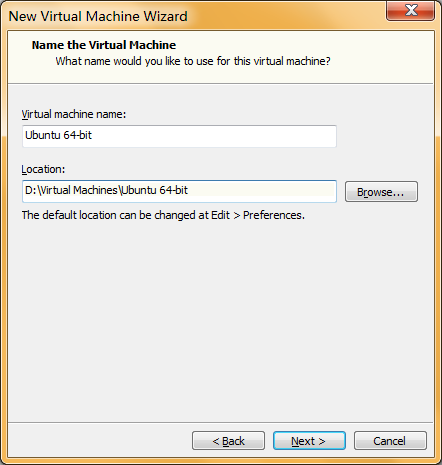 New Virtual Machine Wizard
Name the Virtual Machine
What name would you like to use for this virtual machine?
Virtual machine name:
Ubuntu 64-bit
Location:
D:\Virtual Machines\Ubuntu 64-bit
Browse...
The default location can be changed at Edit > Preferences.
< Back
Next >
Cancel